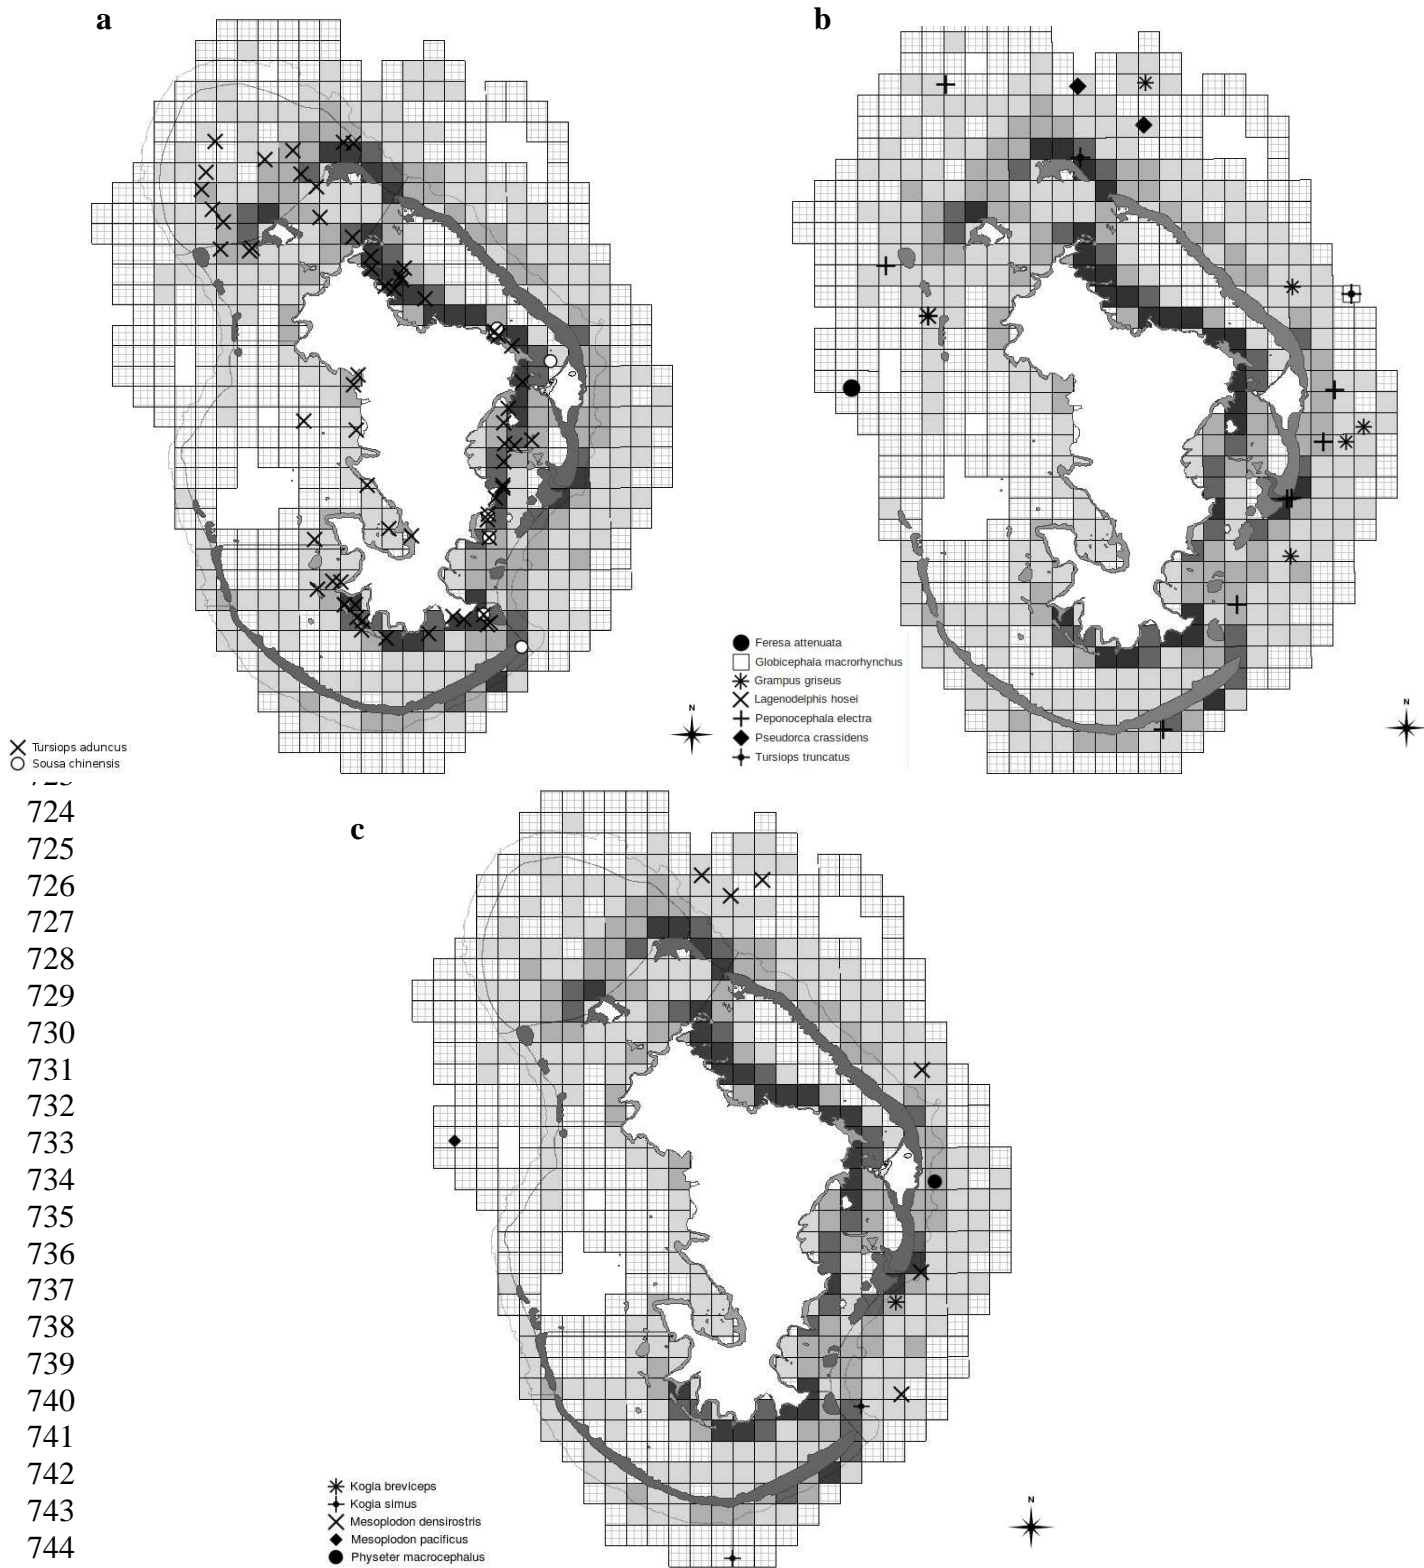 a
b
N
N
Feresa attenuata
Globicephala macrorhynchus
Grampus griseus
Lagenodelphis hosei
Peponocephala electra
Pseudorca crassidens
Tursiops truncatus
Tursiops aduncus
Sousa chinensis
724
c
725
726
727
728
729
730
731
732
733
734
735
736
737
738
739
740
741
742
743
744
Kogia breviceps
Kogia simus
Mesoplodon densirostris
Mesoplodon pacificus
Physeter macrocephalus
N